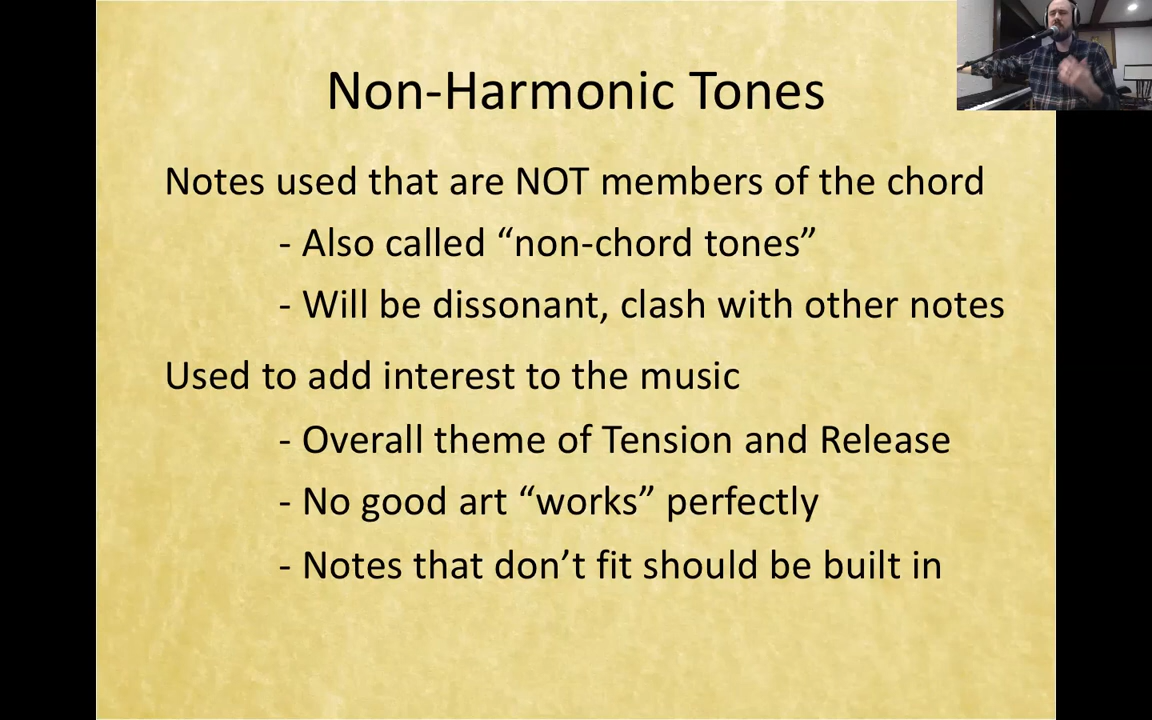 Non-Harmonic Tones
Notes used that are NOT members of the chord
- Also called “non-chord tones”
- Will be dissonant, clash with other notes
Used to add interest to the music
- Overall theme of Tension and Release
- No good art “works” perfectly
- Notes that don’t fit should be built in